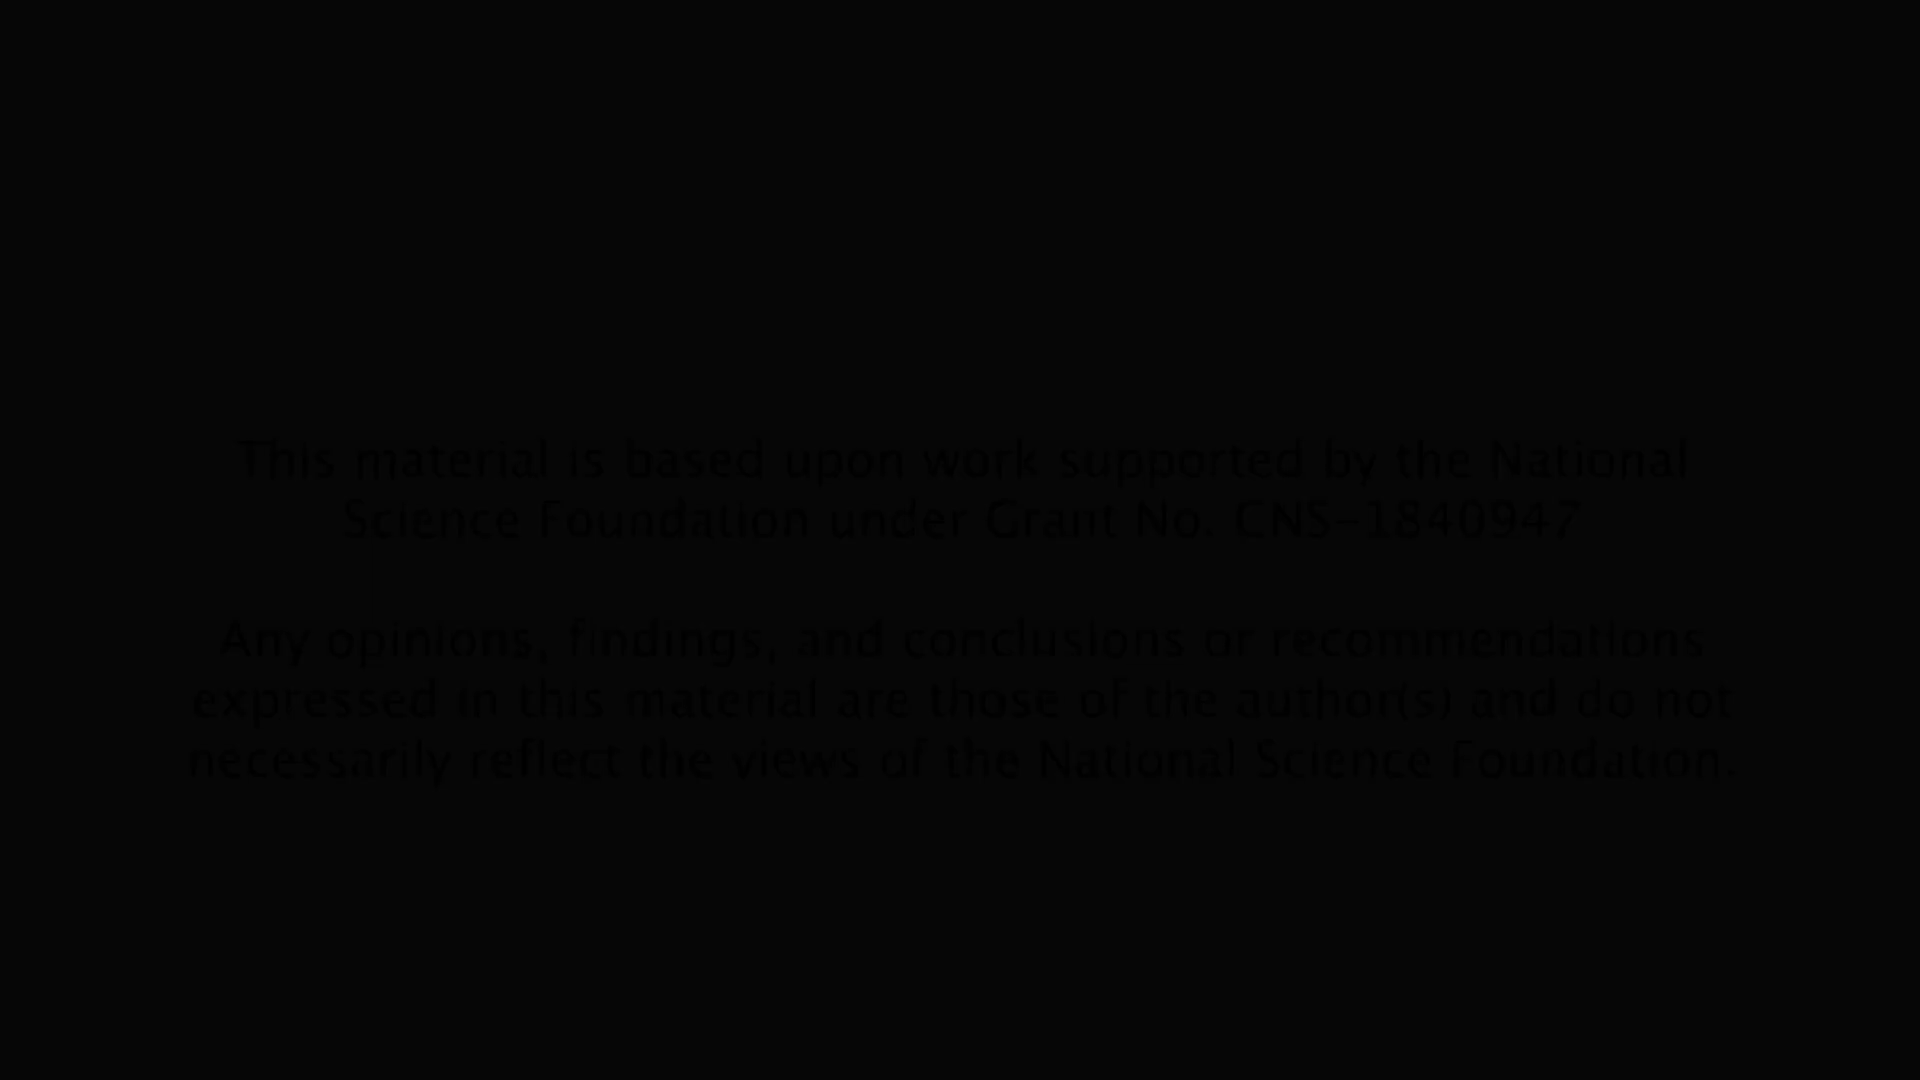 This material is based upon work supported by the National
Science Foundation under Grant No. CNS-1840947
Any opinions, findings, and conclusions or recommendations
expressed in this material are those of the author(s) and do not
necessarily reflect the views of the National Science Foundation.